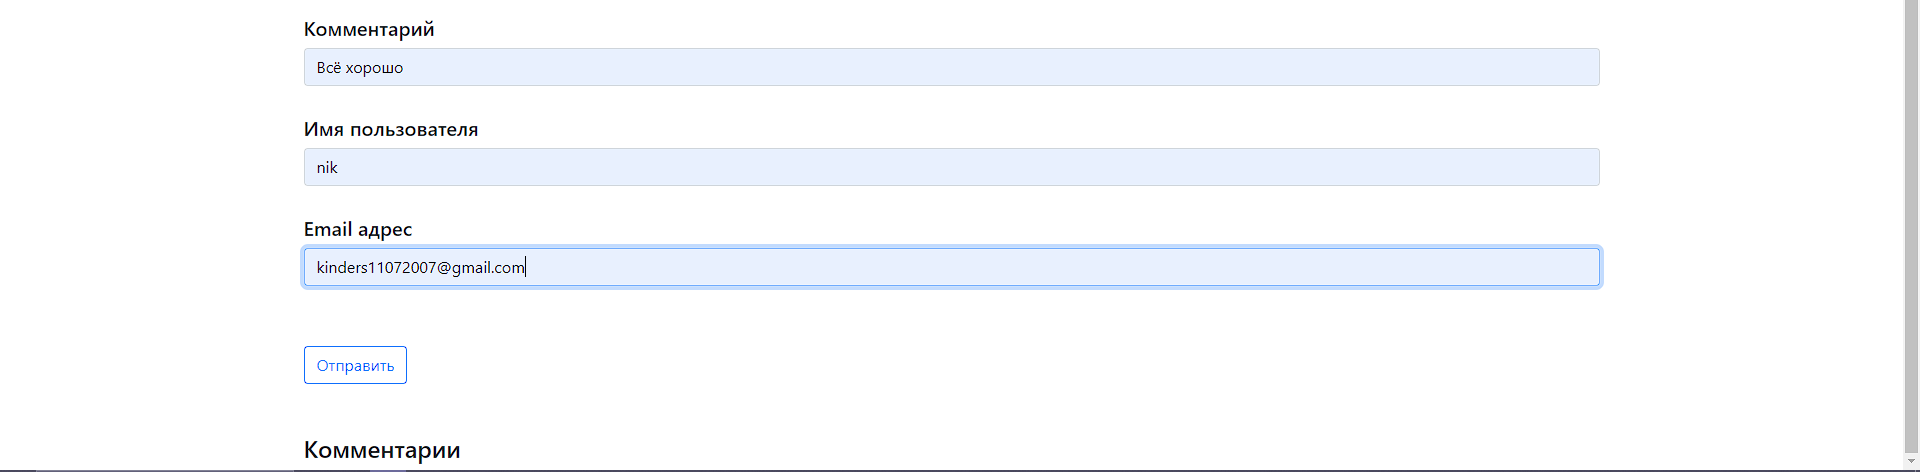 Комментарий
Всё хорошо
Имя пользователя
nik
Email адрес
kinders11072007@gmail.com
Отправить
Комментарии